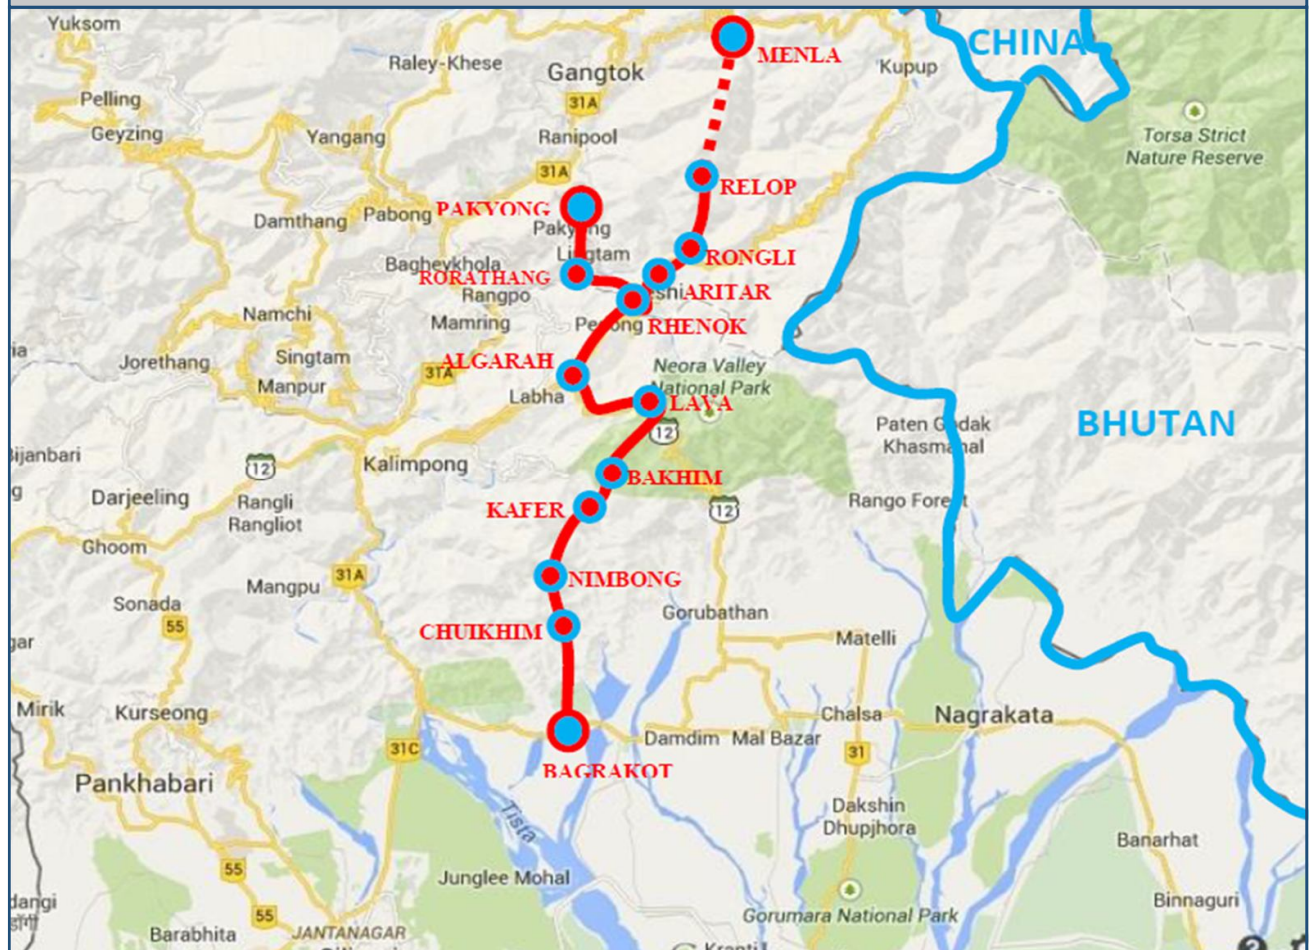 Yuksom
CHINA
MENLA
Raley-Khese
Gangtok
Kupup
Pelling
31A
Geyzing
Yangang
Ranipool
Torsa Strict
Nature Reserve
31A
RELOP
Damthang
Pabong
PAKYONG
Lingtam
RONGLI
RORATHANG
Rangpo
ARITAR
Namchi
Mamring
RHENOK
Jorethang
Singtam
ALGARAH
Neora Valley
National Park
31A
Manpur
Labha
LAVA
12
BHUTAN
Paten Godak
Khasmahal
Kalimpong
12
BAKHIM
Darjeeling
Rangli
Rangliot
KAFER
12
Rango Forest
Ghoom
31A
NIMBONG
Mangpu
Sonada
55
CHUIKHIM
Gorubathan
Matelli
Mirik
Kurseong
Chalsa
Nagrakata
31C
Damdim
Mal Bazar
31
BAGRAKOT
Pankhabari
Tista
Dakshin
Dhupjhora
Banarhat
55
Junglee Mohal
Binnaguri
55
Gorumara National Park
Barabhita
JANTANAGAR